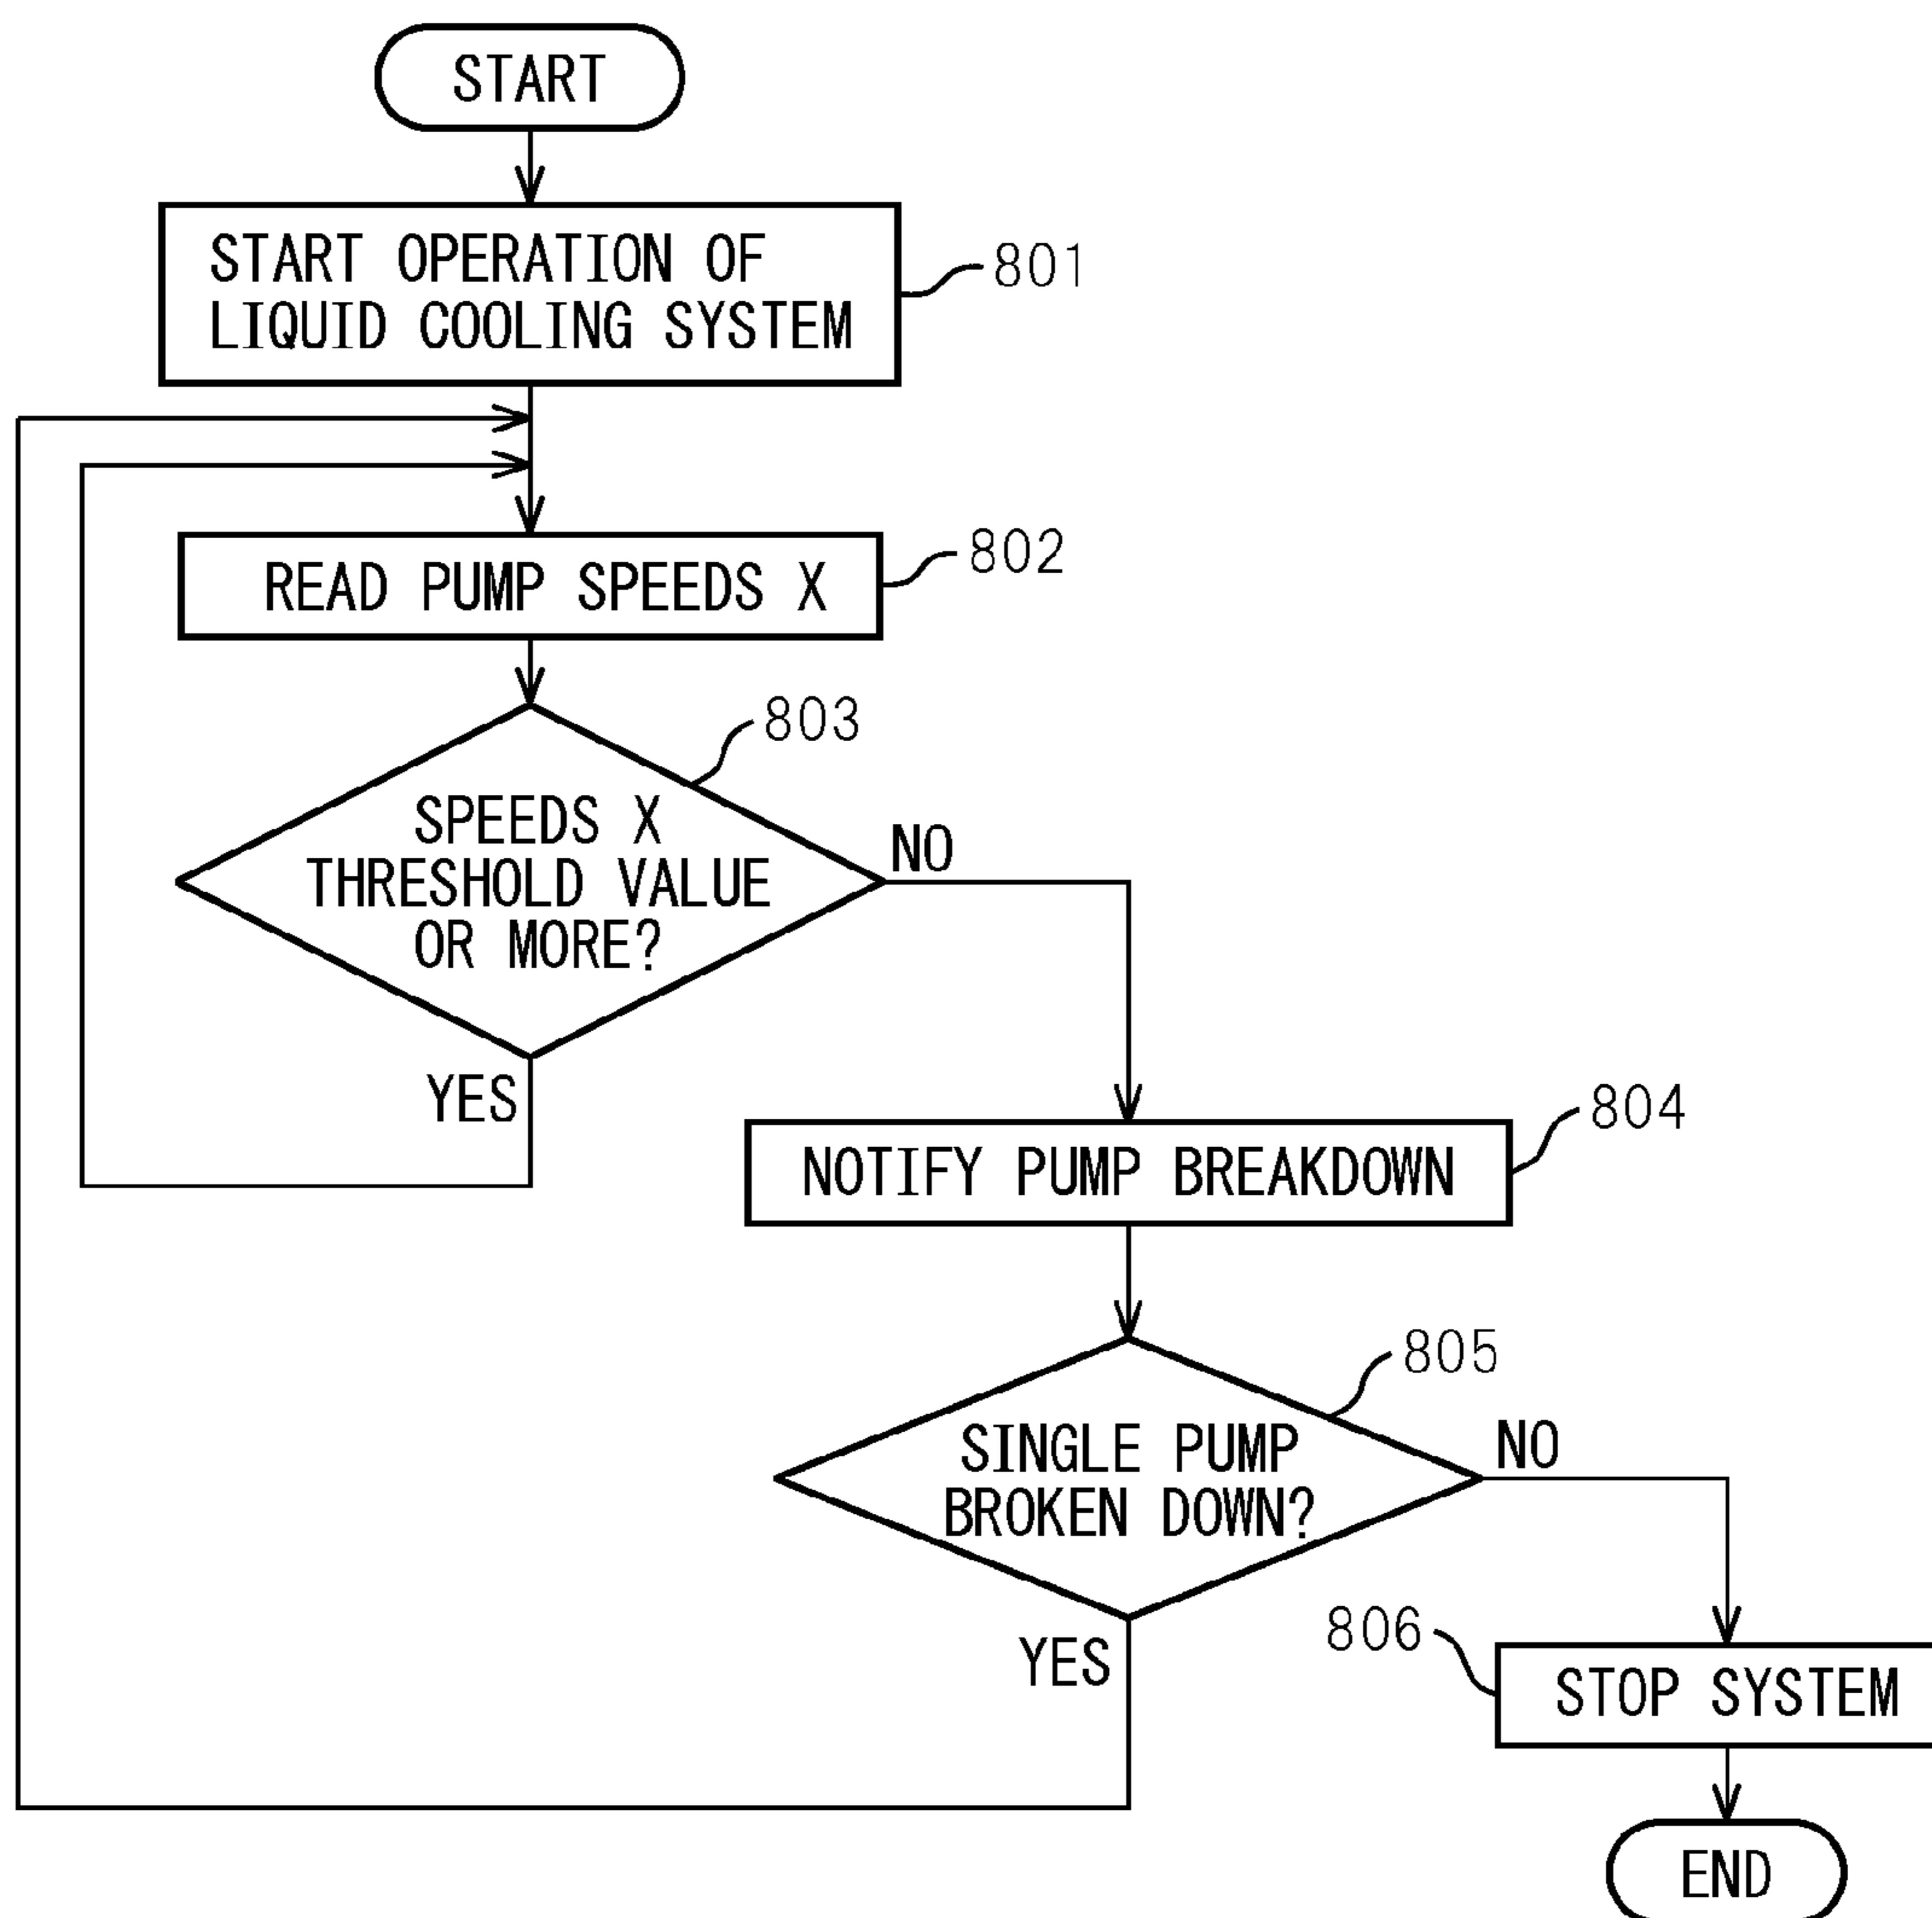 START
START OPERATION OF
LIQUID COOLING SYSTEM
801
READ PUMP SPEEDS X
802
803
SPEEDS X
THRESHOLD VALUE
OR MORE?
NO
YES
NOTIFY PUMP BREAKDOWN
804
805
SINGLE PUMP
BROKEN DOWN?
NO
YES
806
STOP SYSTEM
END